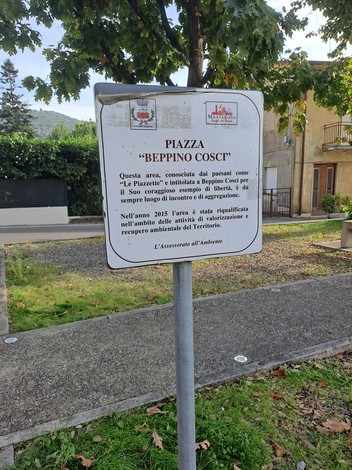 PIAZZA
"BEPPINO COSCI"
Questa area, conosciuta dai paesani come
"Le Piazzette" e intitolata a Beppino Cosci per
il Suo coraggioso esempio di libertà, è da
sempre luogo di incontro e di aggregazione.
Nell'anno 2015 l'area è stata riqualificata
nell'ambito delle attività di valorizzazione e
recupero ambientale del Territorio.
L'Assessorato all'Ambiente